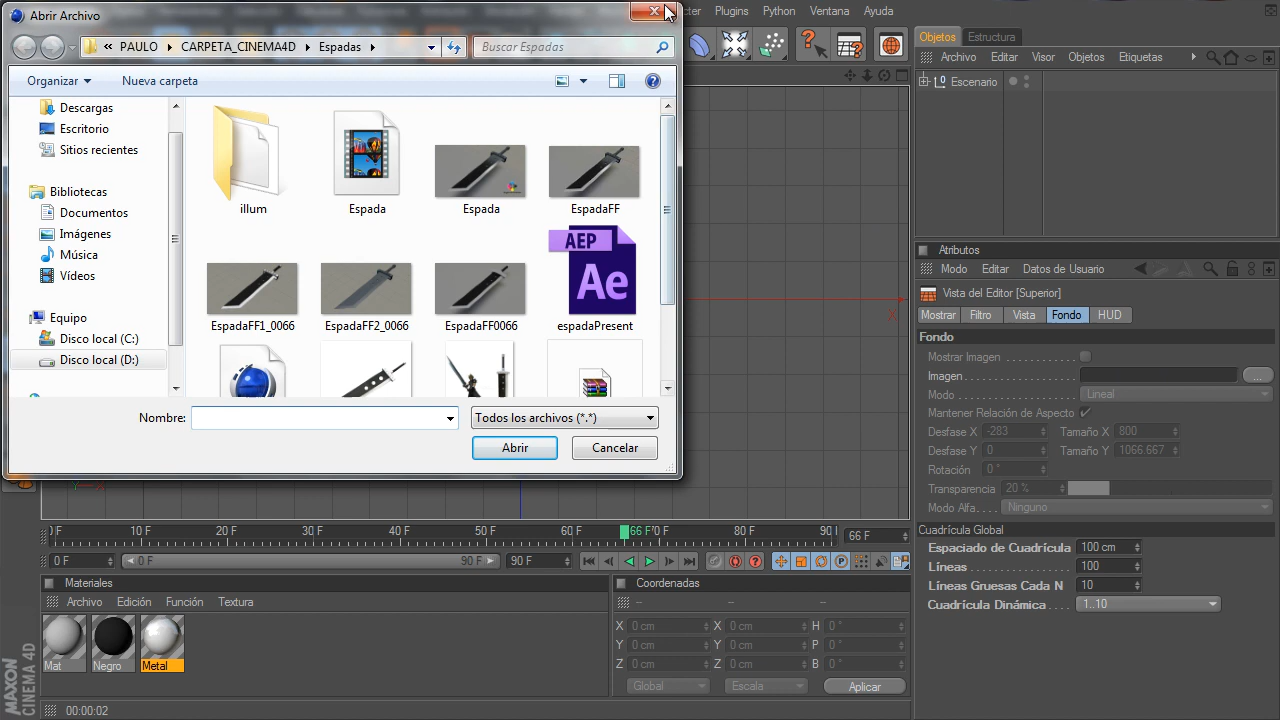 Abrir Archivo
cter Plugins Python Ventana Ayuda
« PAULO CARPETA_CINEMA4D Espadas
Buscar Espadas
Organizar Nueva carpeta
Descargas
Escritorio
Sitios recientes
Bibliotecas
Documentos
Imágenes
Música
Vídeos
Equipo
Disco local (C:)
Disco local (D:)
illum Espada Espada EspadaFF
AEP
Ae
EspadaFF1_0066 EspadaFF2_0066 EspadaFF0066 espadaPresent
Nombre:
Todos los archivos (*.*)
Abrir Cancelar
Objetos Estructura
Archivo Editar Visor Objetos Etiquetas
Escenario
Atributos
Modo Editar Datos de Usuario
Vista del Editor [Superior]
Mostrar Filtro Vista Fondo HUD
Fondo
Mostrar Imagen
Imagen ...
Modo Lineal
Mantener Relación de Aspecto
Desfase X -283 Tamaño X 800
Desfase Y 0 Tamaño Y 1066.667
Rotación 0 °
Transparencia 20 %
Modo Alfa Ninguno
Cuadrícula Global
Espaciado de Cuadrícula 100 cm
Líneas 100
Líneas Gruesas Cada N 10
Cuadrícula Dinámica 1..10
X
Y X
0F 10 F 20 F 30 F 40 F 50 F 60 F 66 F 70 F 80 F 90 66 F
0 F 0 F 90 F 90 F
Materiales
Archivo Edición Función Textura
Mat Negro Metal
Coordenadas
-- -- --
X 0 cm X 0 cm H 0 °
Y 0 cm Y 0 cm P 0 °
Z 0 cm Z 0 cm B 0 °
Global Escala Aplicar
MAXON
CINEMA 4D
00:00:02